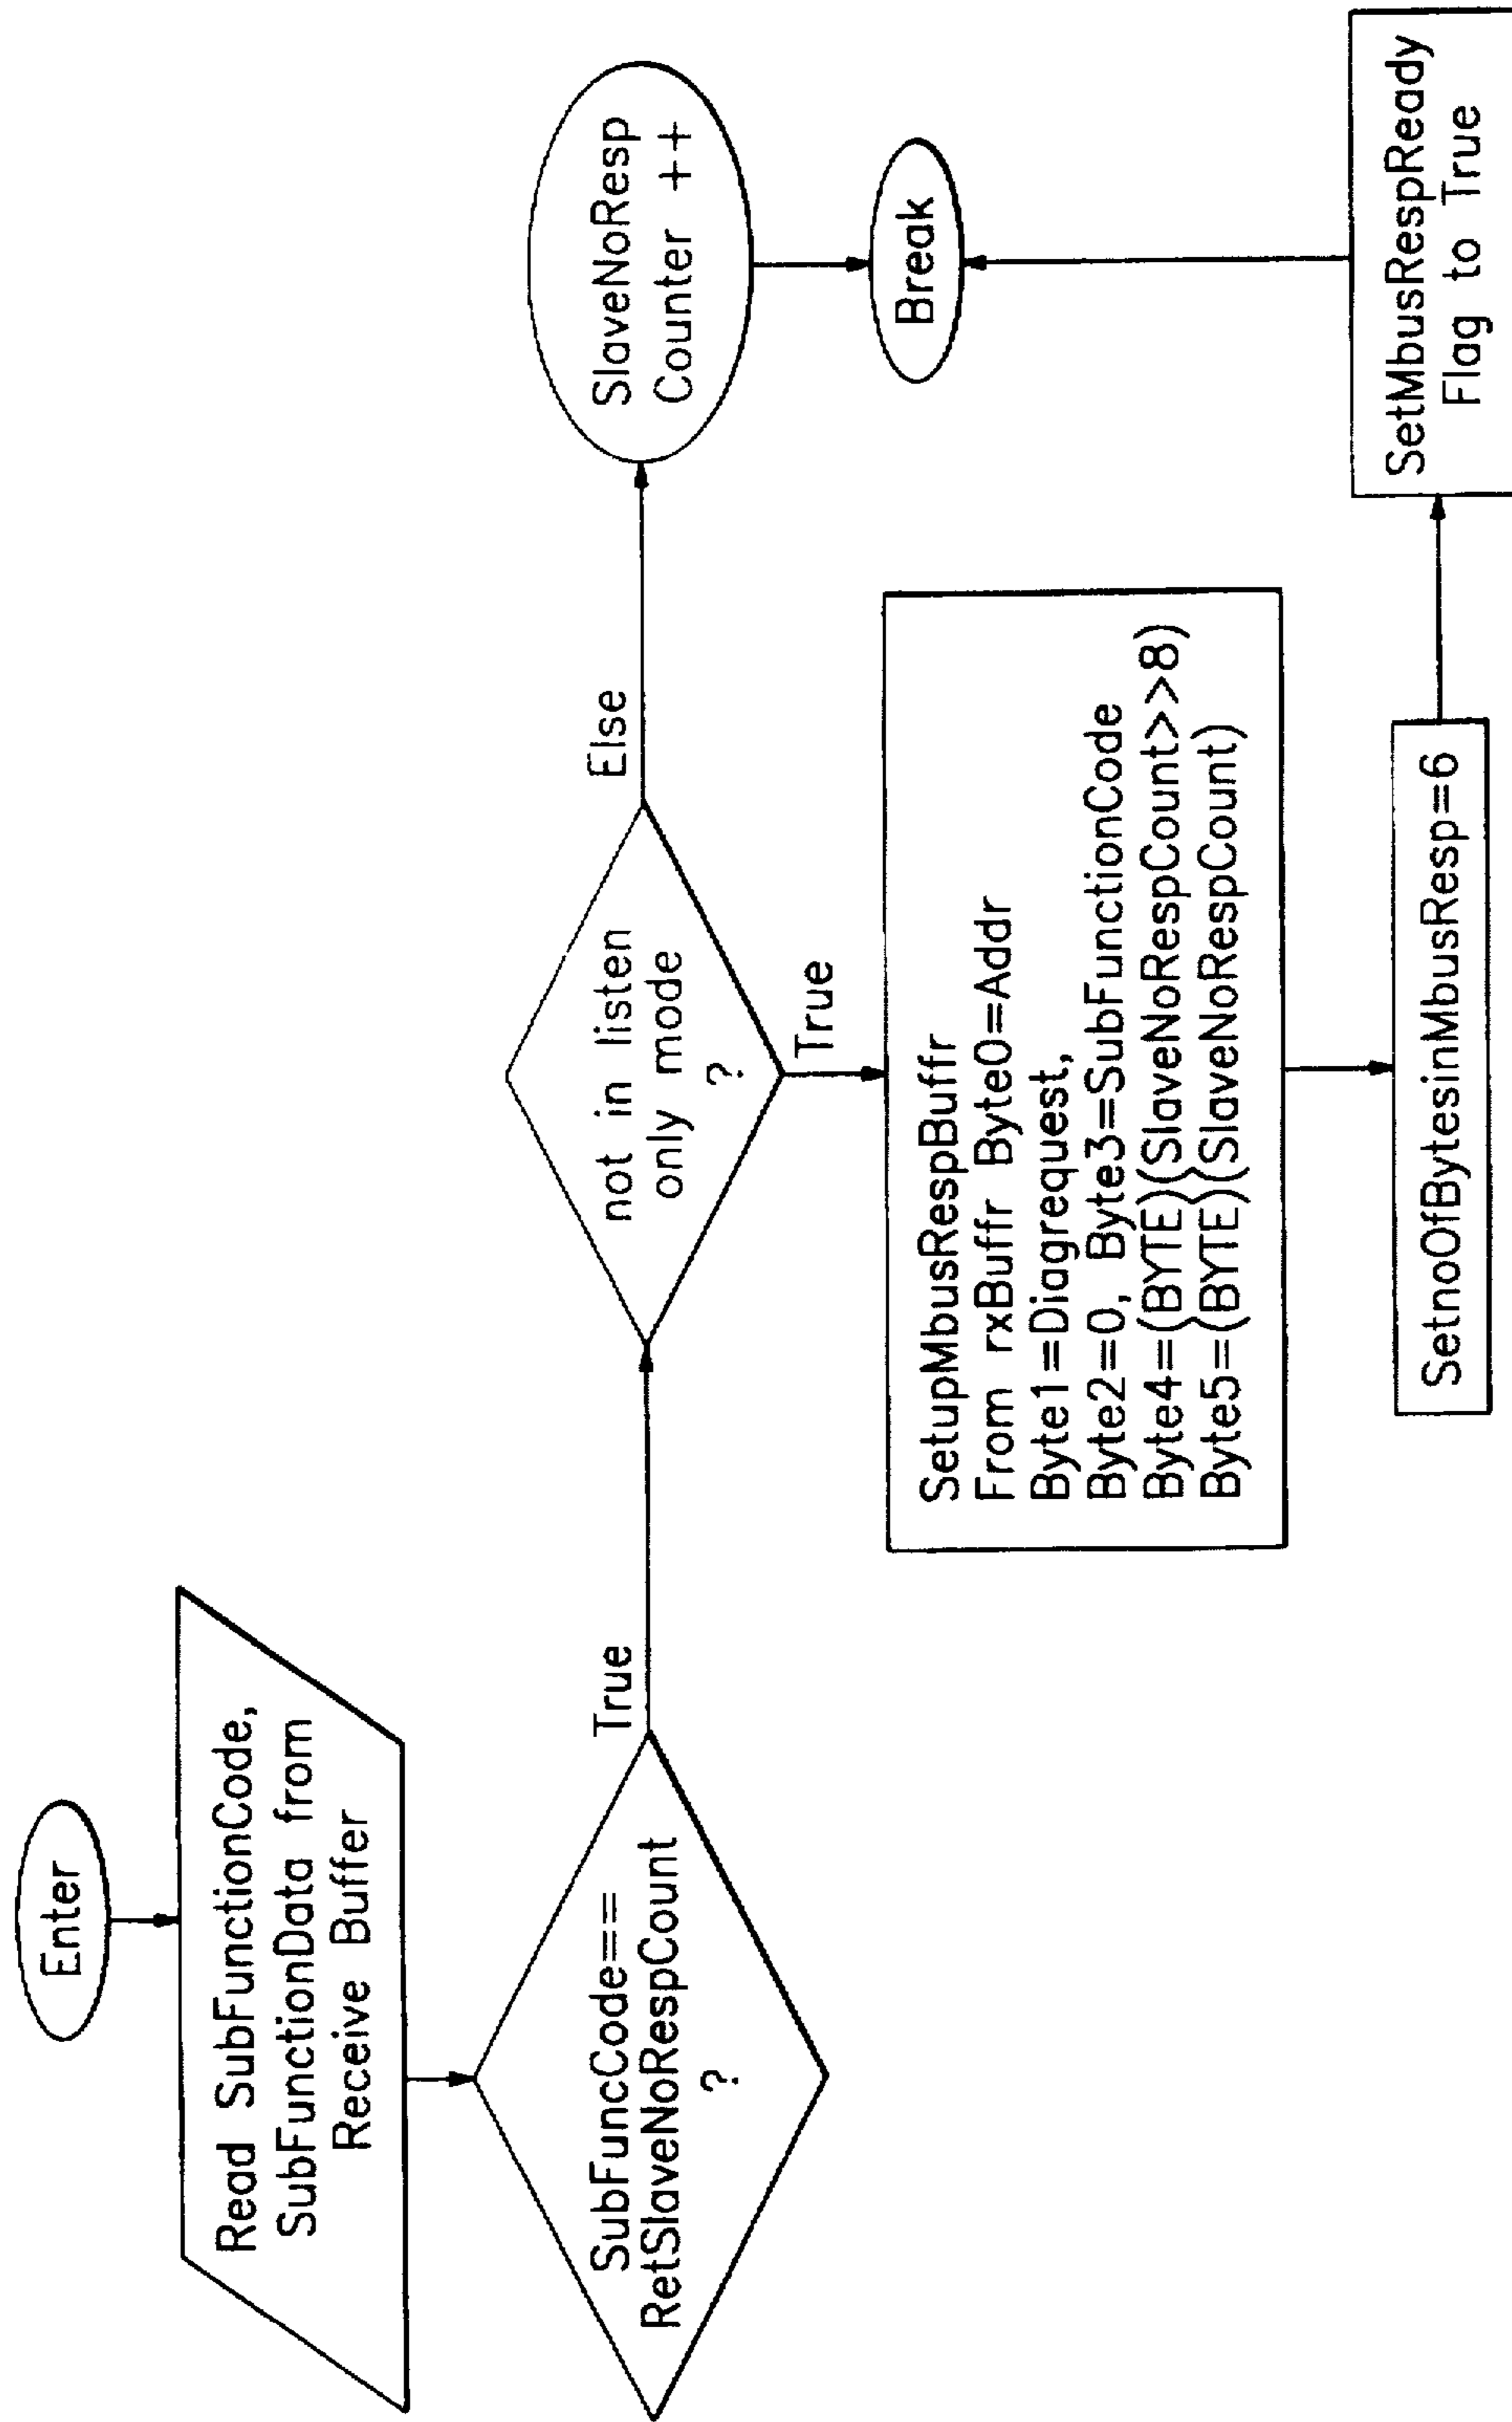 Enter
Read SubFunctionCode,
SubFunctionData from
Receive Buffer
SubFuncCode==
RetSlaveNoRespCount
?
True
not in listen
only mode
?
Else
SlaveNoResp
Counter ++
Break
True
SetupMbusRespBuffr
From rxBuffr Byte0=Addr
Byte1=Diagrequest,
Byte2=0, Byte3=SubFunctionCode
Byte4=(BYTE)(SlaveNoRespCount>>8)
Byte5=(BYTE)(SlaveNoRespCount)
SetnoOfBytesinMbusResp=6
SetMbusRespReady
Flag to True